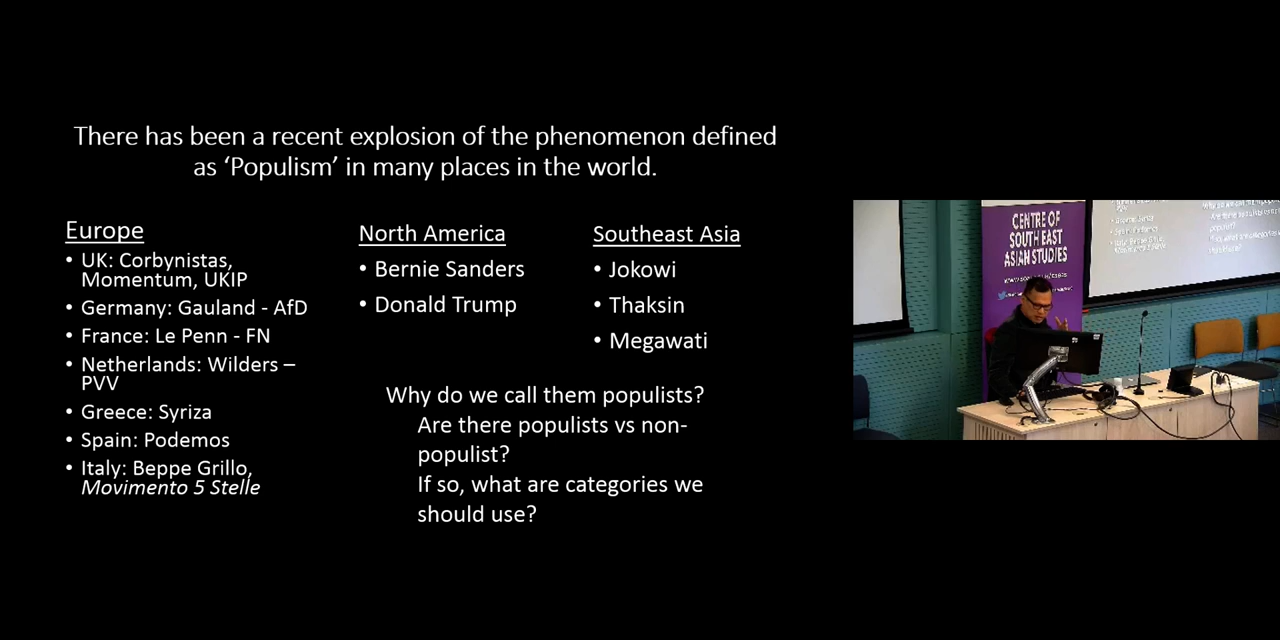 There has been a recent explosion of the phenomenon defined
as ‘Populism’ in many places in the world.
Europe
• UK: Corbynistas,
Momentum, UKIP
• Germany: Gauland - AfD
• France: Le Penn - FN
• Netherlands: Wilders –
PVV
• Greece: Syriza
• Spain: Podemos
• Italy: Beppe Grillo,
Movimento 5 Stelle
North America
• Bernie Sanders
• Donald Trump
Southeast Asia
• Jokowi
• Thaksin
• Megawati
Why do we call them populists?
Are there populists vs non-
populist?
If so, what are categories we
should use?
CENTRE OF
SOUTH EAST
ASIAN STUDIES